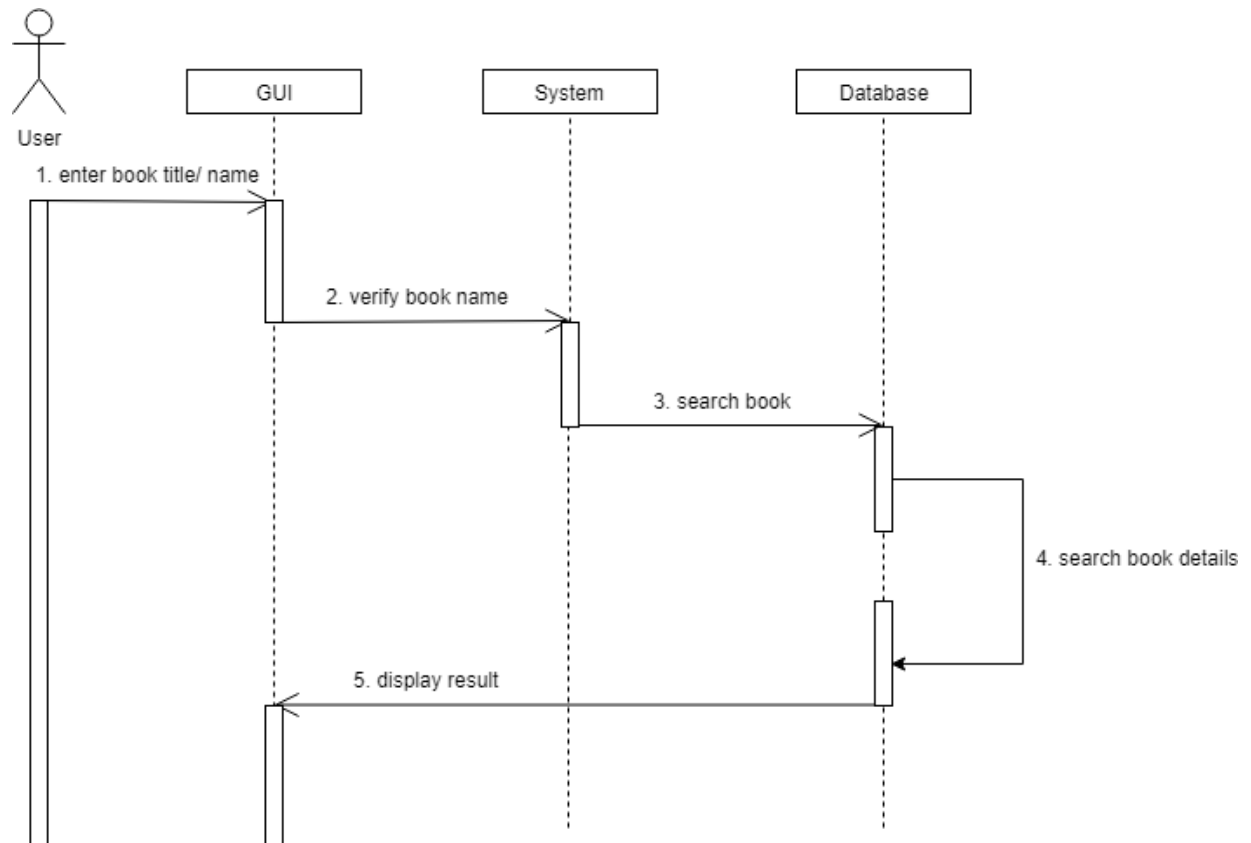 User
GUI
System
Database
1. enter book title/ name
2. verify book name
3. search book
4. search book details
5. display result